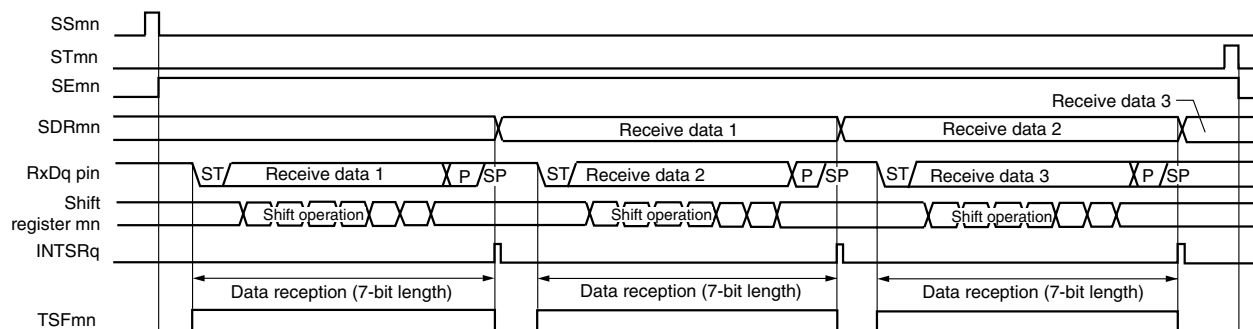 SSmn
STmn
SEmn
Receive data 3
SDRmn
Receive data 1
Receive data 2
RxDq pin
ST
Receive data 1
P
SP
ST
Receive data 2
P
SP
ST
Receive data 3
P
SP
Shift
register mn
Shift operation
Shift operation
Shift operation
INTSRq
Data reception (7-bit length)
Data reception (7-bit length)
Data reception (7-bit length)
TSFmn